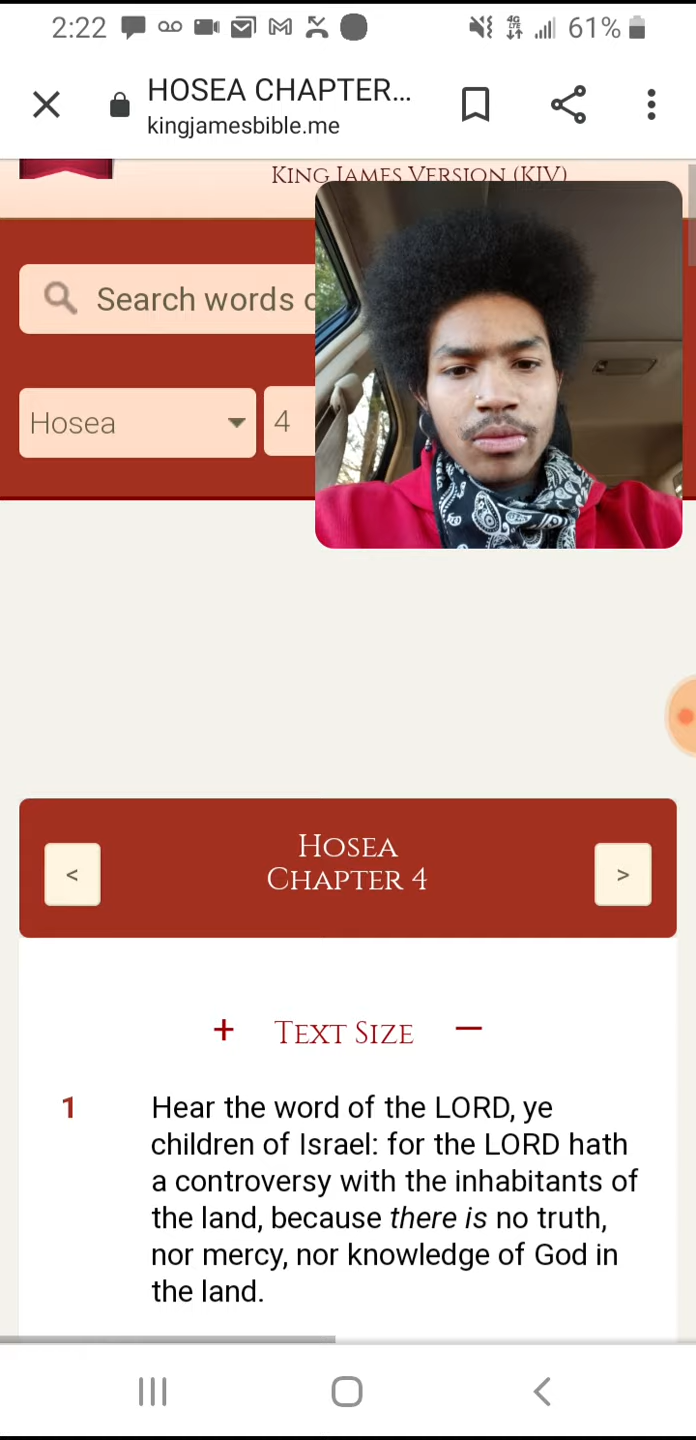 2:22
61%
HOSEA CHAPTER...
kingjamesbible.me
KING JAMES VERSION (KJV)
Search words
Hosea
4
<
HOSEA
CHAPTER 4
>
+ TEXT SIZE −
1 Hear the word of the LORD, ye
children of Israel: for the LORD hath
a controversy with the inhabitants of
the land, because there is no truth,
nor mercy, nor knowledge of God in
the land.